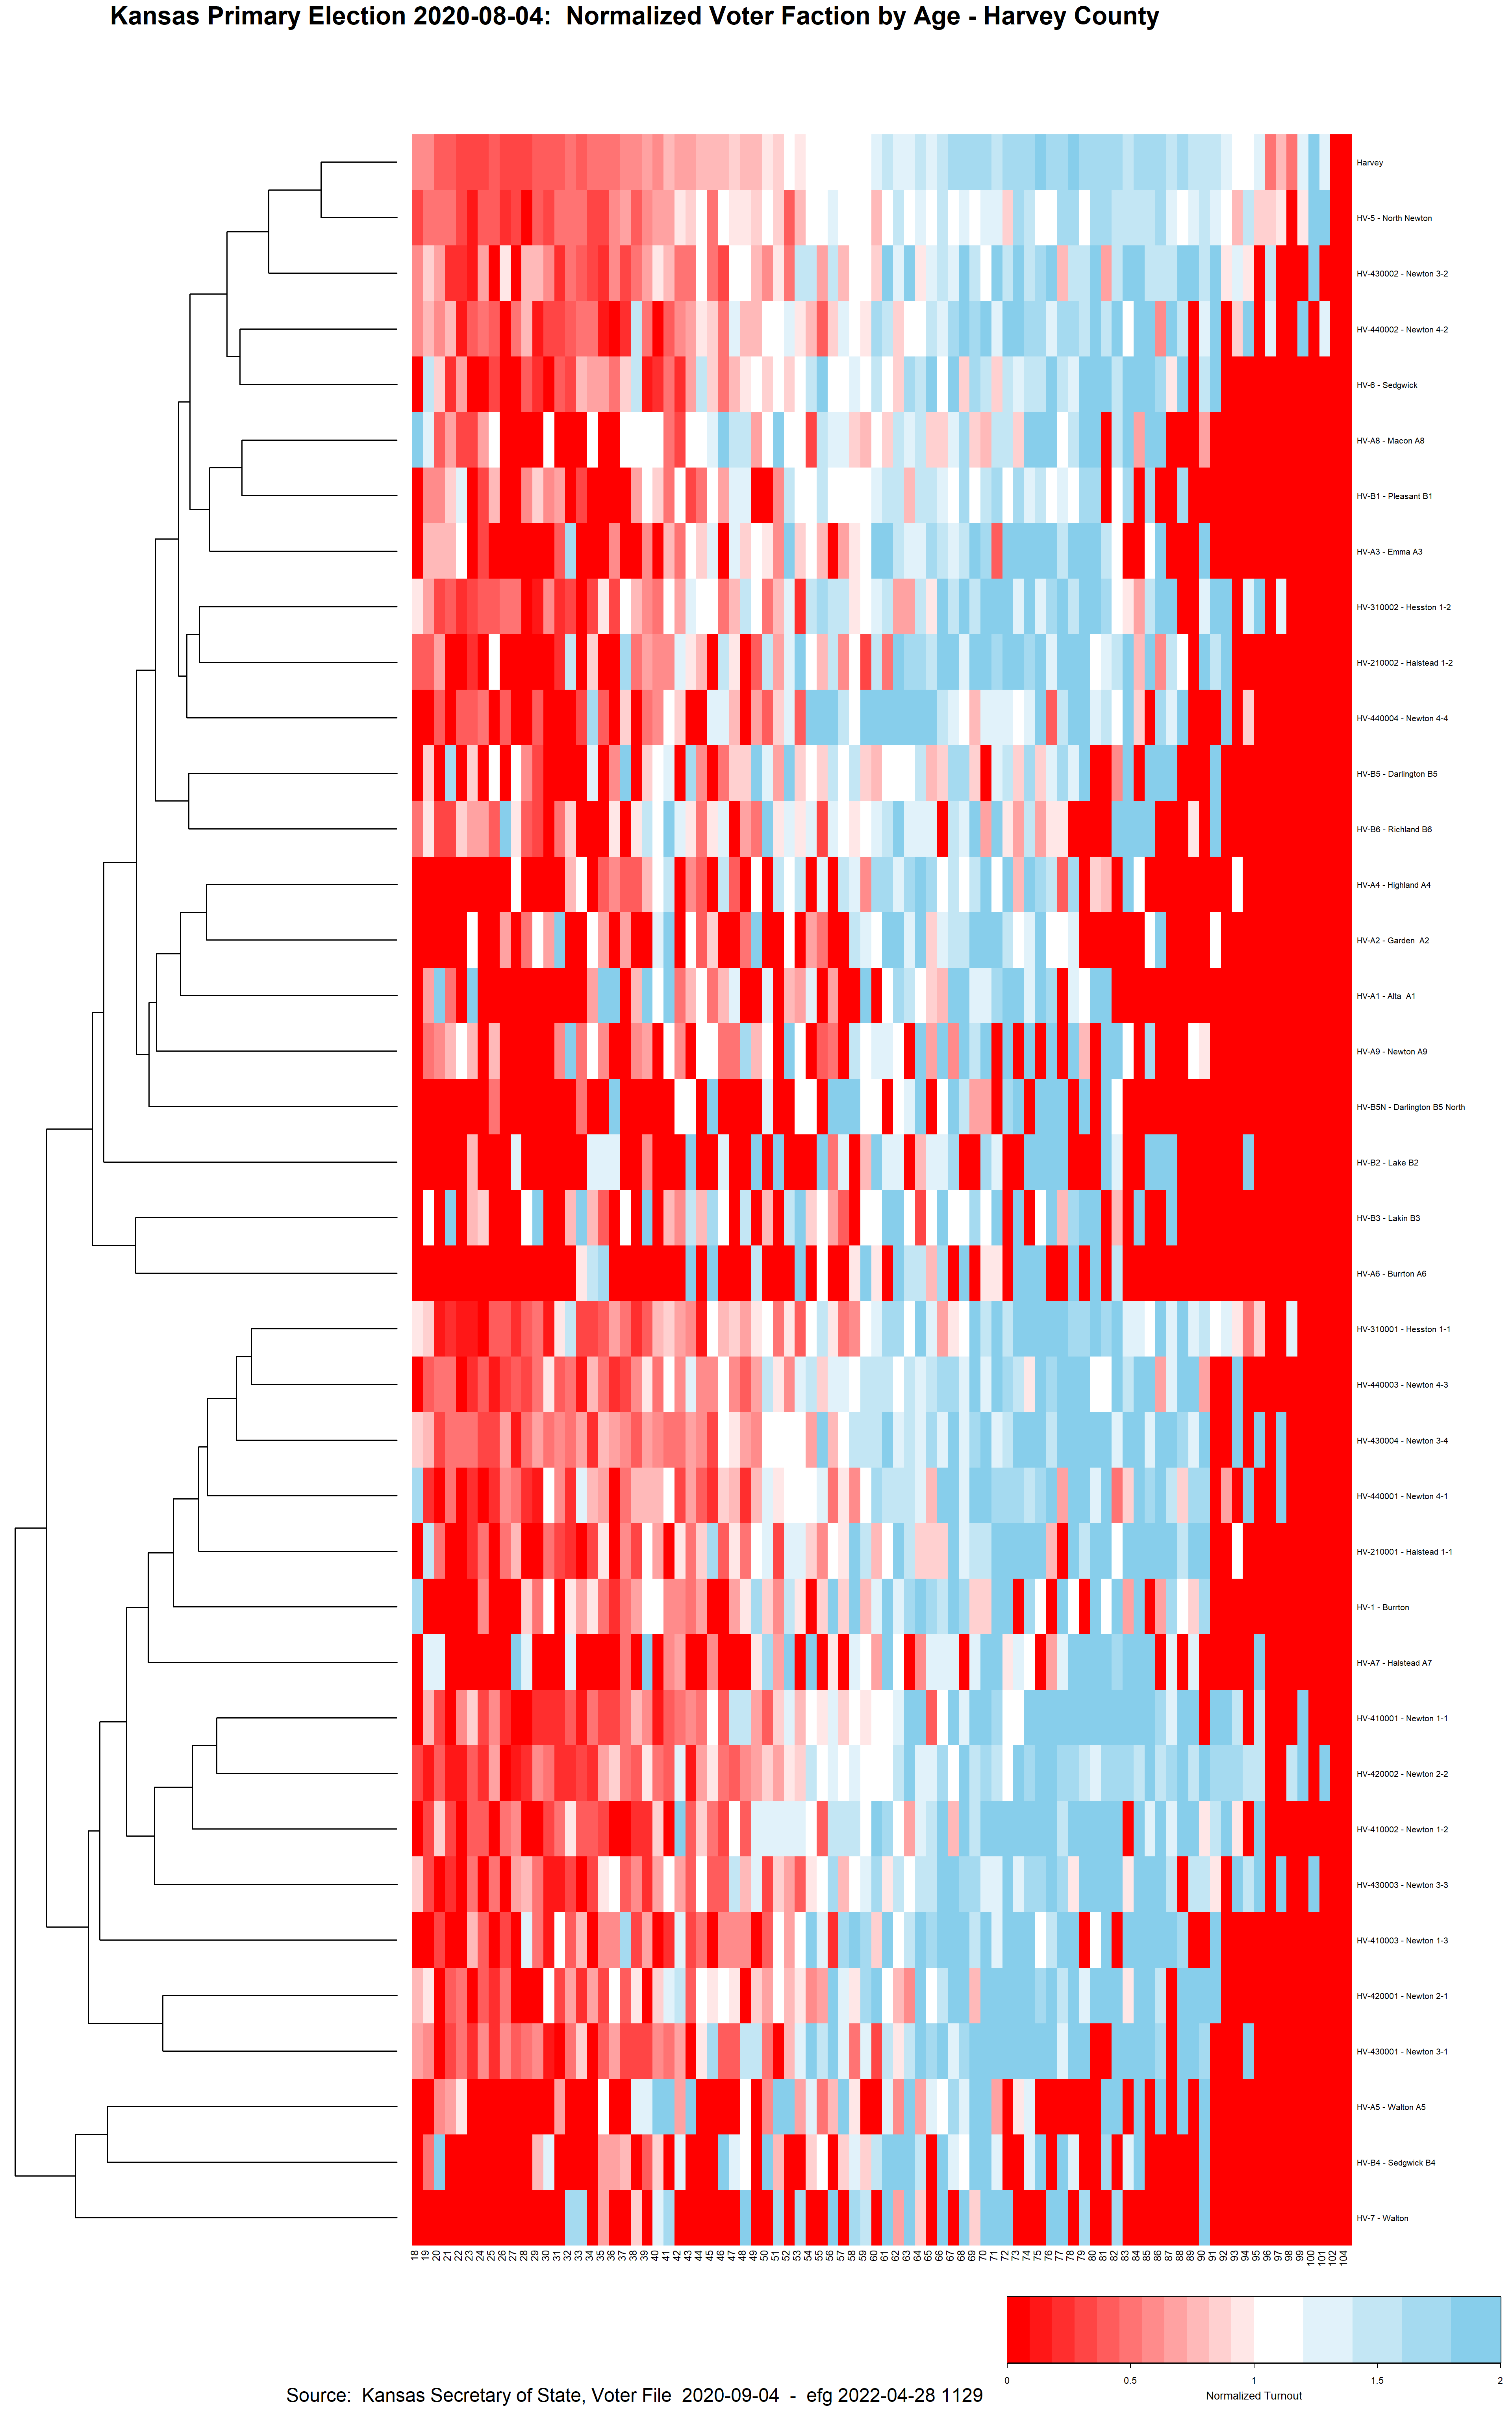 Kansas Primary Election 2020-08-04:  Normalized Voter Faction by Age - Harvey County
Harvey
HV-5 - North Newton
HV-430002 - Newton 3-2
HV-440002 - Newton 4-2
HV-6 - Sedgwick
HV-A8 - Macon A8
HV-B1 - Pleasant B1
HV-A3 - Emma A3
HV-310002 - Hesston 1-2
HV-210002 - Halstead 1-2
HV-440004 - Newton 4-4
HV-B5 - Darlington B5
HV-B6 - Richland B6
HV-A4 - Highland A4
HV-A2 - Garden  A2
HV-A1 - Alta  A1
HV-A9 - Newton A9
HV-B5N - Darlington B5 North
HV-B2 - Lake B2
HV-B3 - Lakin B3
HV-A6 - Burrton A6
HV-310001 - Hesston 1-1
HV-440003 - Newton 4-3
HV-430004 - Newton 3-4
HV-440001 - Newton 4-1
HV-210001 - Halstead 1-1
HV-1 - Burrton
HV-A7 - Halstead A7
HV-410001 - Newton 1-1
HV-420002 - Newton 2-2
HV-410002 - Newton 1-2
HV-430003 - Newton 3-3
HV-410003 - Newton 1-3
HV-420001 - Newton 2-1
HV-430001 - Newton 3-1
HV-A5 - Walton A5
HV-B4 - Sedgwick B4
HV-7 - Walton
18 19 20 21 22 23 24 25 26 27 28 29 30 31 32 33 34 35 36 37 38 39 40 41 42 43 44 45 46 47 48 49 50 51 52 53 54 55 56 57 58 59 60 61 62 63 64 65 66 67 68 69 70 71 72 73 74 75 76 77 78 79 80 81 82 83 84 85 86 87 88 89 90 91 92 93 94 95 96 97 98 99 100 101 102 104
0 0.5 1 1.5 2
Normalized Turnout
Source:  Kansas Secretary of State, Voter File  2020-09-04  -  efg 2022-04-28 1129